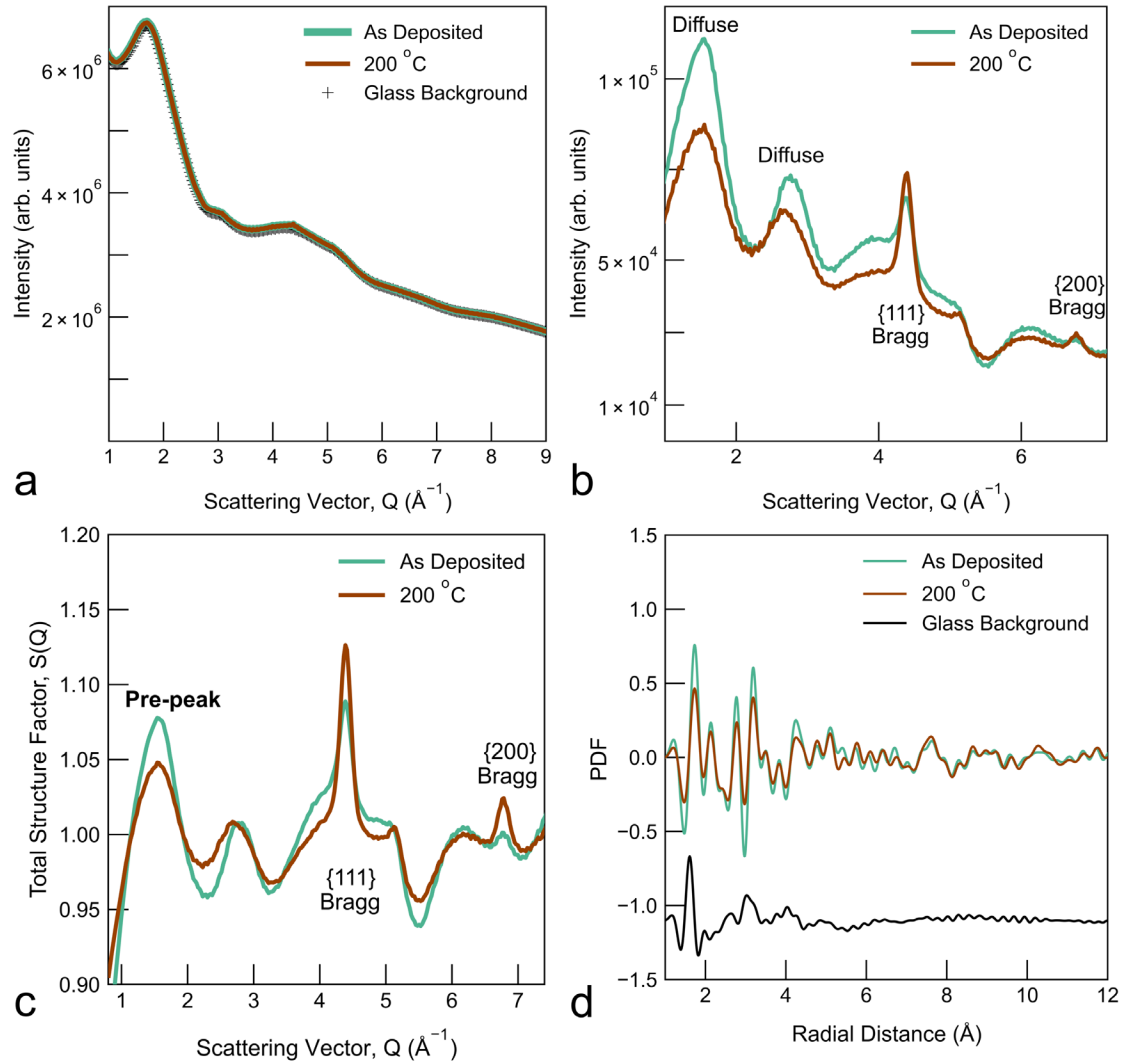 As Deposited
200 °C
Glass Background
6 × 10⁶
4 × 10⁶
2 × 10⁶
Intensity (arb. units)
1 2 3 4 5 6 7 8 9
Scattering Vector, Q (Å⁻¹)
a
Diffuse
As Deposited
200 °C
1 × 10⁵
Diffuse
5 × 10⁴
{111}
Bragg
{200}
Bragg
1 × 10⁴
Intensity (arb. units)
2 4 6
Scattering Vector, Q (Å⁻¹)
b
1.20
1.15
1.10
1.05
1.00
0.95
0.90
As Deposited
200 °C
Pre-peak
{111}
Bragg
{200}
Bragg
Total Structure Factor, S(Q)
1 2 3 4 5 6 7
Scattering Vector, Q (Å⁻¹)
c
1.5
1.0
0.5
0.0
−0.5
−1.0
−1.5
As Deposited
200 °C
Glass Background
PDF
2 4 6 8 10 12
Radial Distance (Å)
d